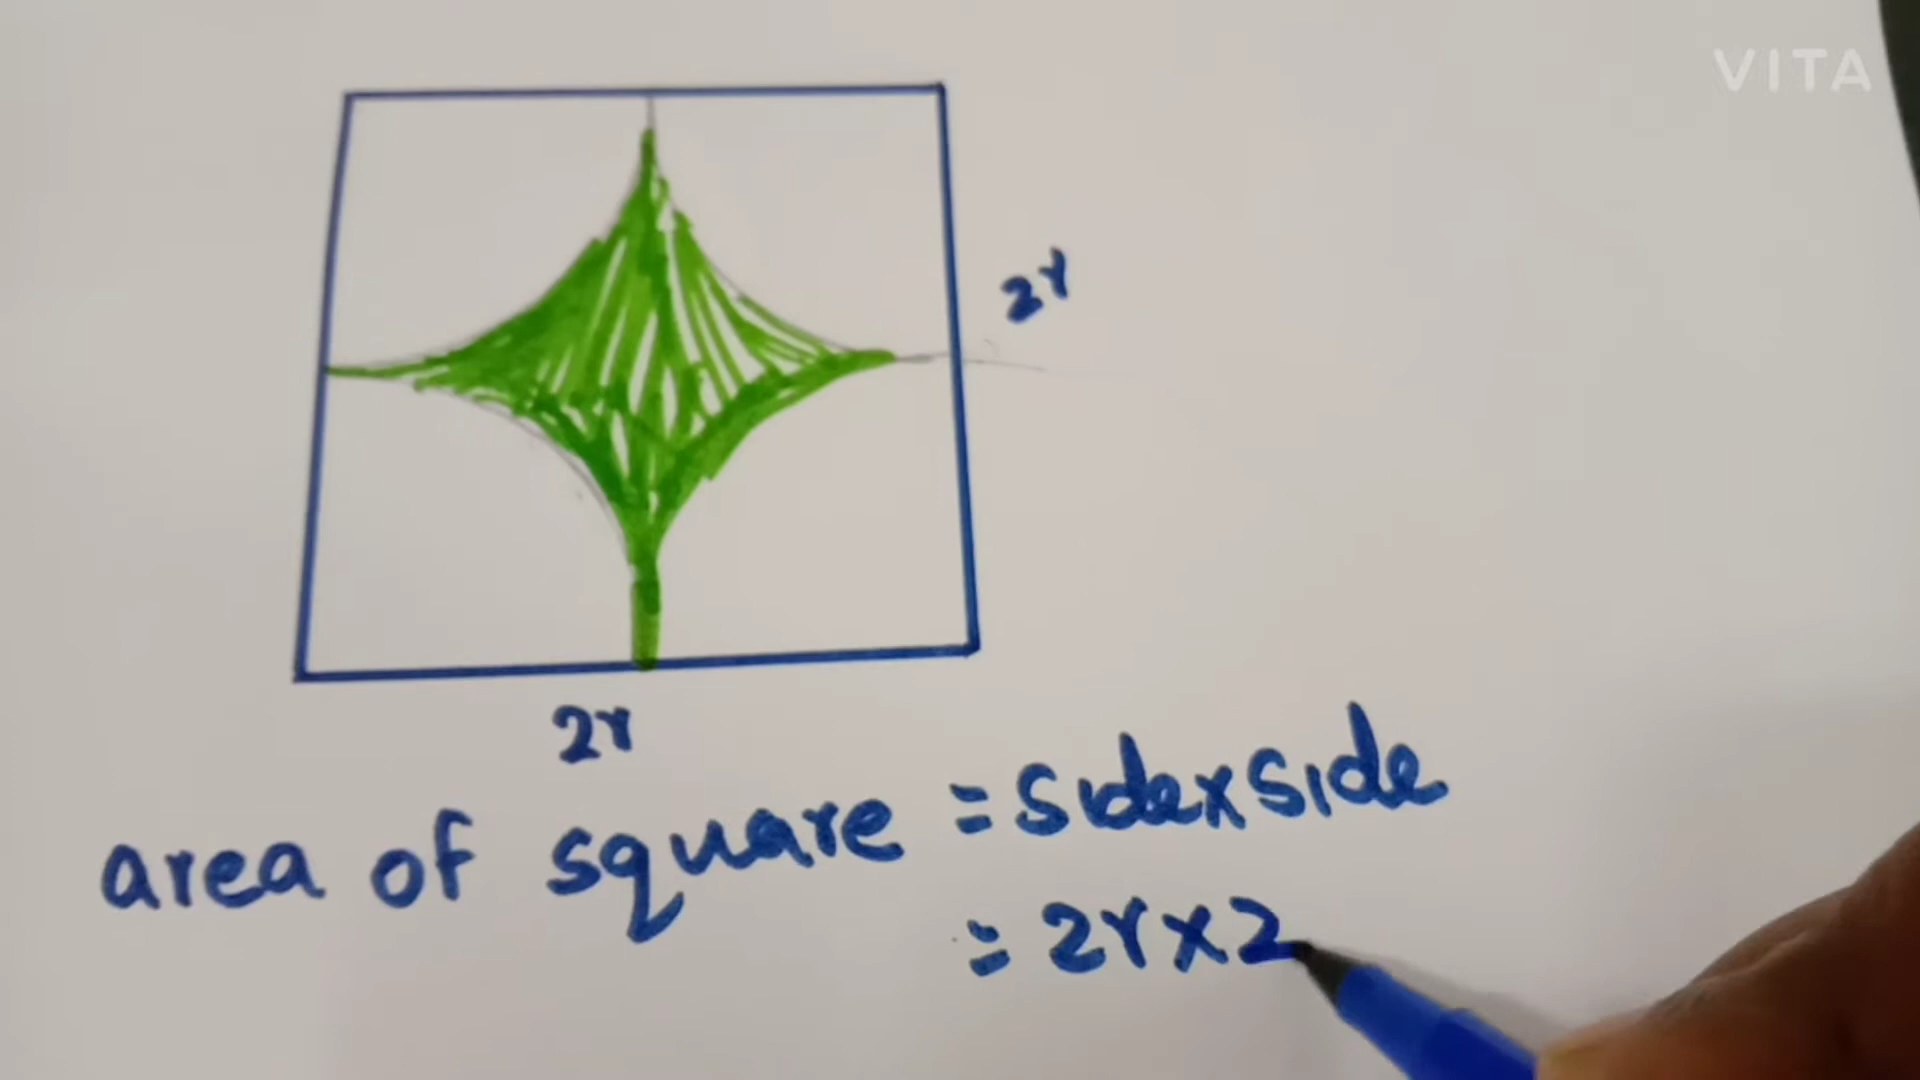 VITA
2r
2r
area of square = side x side
= 2r x 2